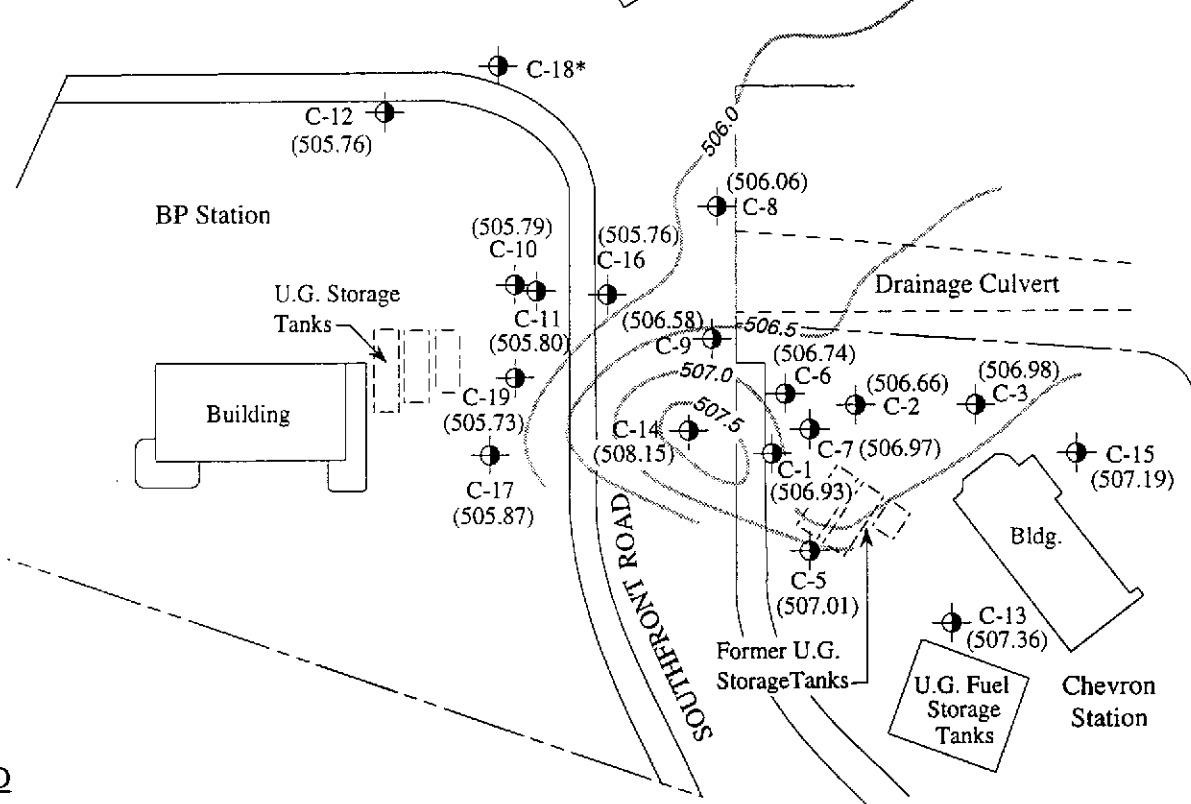 C-18*
C-12
(505.76)
506.0
(506.06)
C-8
BP Station
(505.79)
C-10
(505.76)
C-16
Drainage Culvert
U.G. Storage
Tanks
C-11
(505.80)
(506.58)
C-9
506.5
(506.74)
C-6
507.0
(506.66)
C-2
(506.98)
C-3
Building
C-19
(505.73)
507.5
C-14
(508.15)
C-7 (506.97)
C-1
(506.93)
C-15
(507.19)
C-17
(505.87)
SOUTHFRONT ROAD
Bldg.
C-5
(507.01)
C-13
(507.36)
Former U.G.
Storage Tanks
U.G. Fuel
Storage
Tanks
Chevron
Station